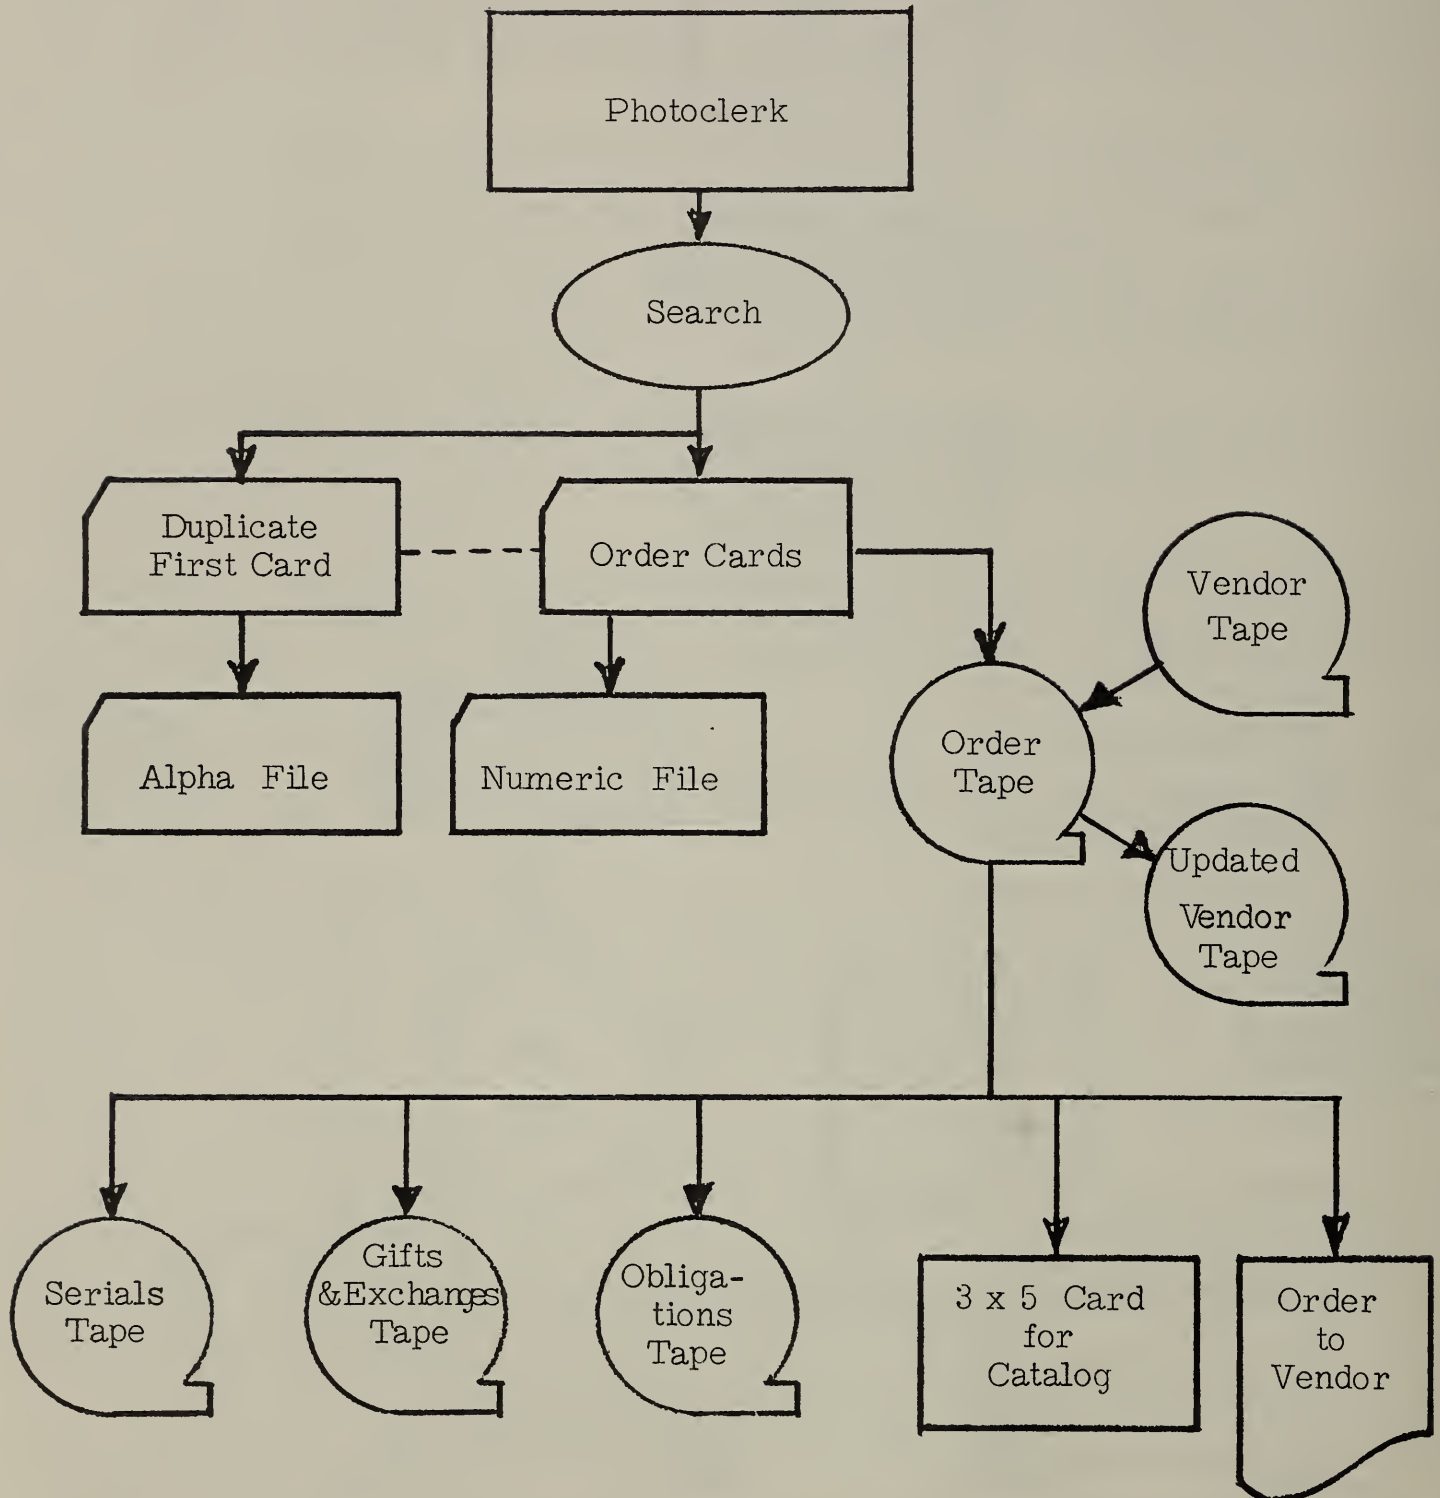 Photoclerk
Search
Duplicate
First Card
Order Cards
Vendor
Tape
Alpha File
Numeric File
Order
Tape
Updated
Vendor
Tape
Serials
Tape
Gifts
&Exchanges
Tape
Obliga-
tions
Tape
3 x 5 Card
for
Catalog
Order
to
Vendor